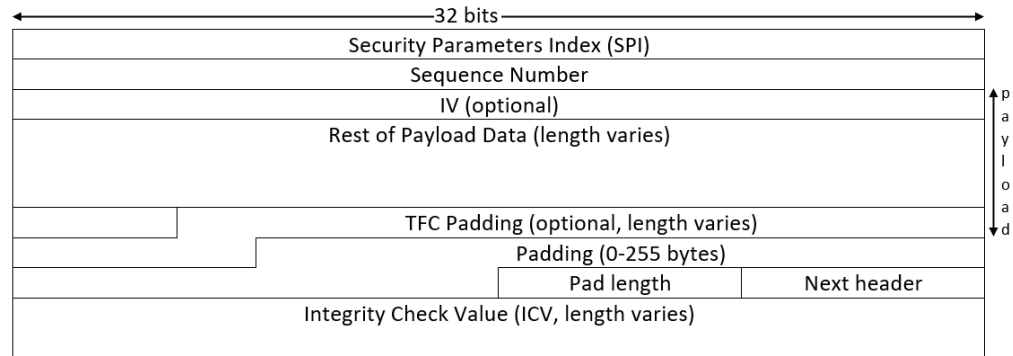 32 bits
Security Parameters Index (SPI)
Sequence Number
IV (optional)
Rest of Payload Data (length varies)
payload
TFC Padding (optional, length varies)
Padding (0-255 bytes)
Pad length
Next header
Integrity Check Value (ICV, length varies)